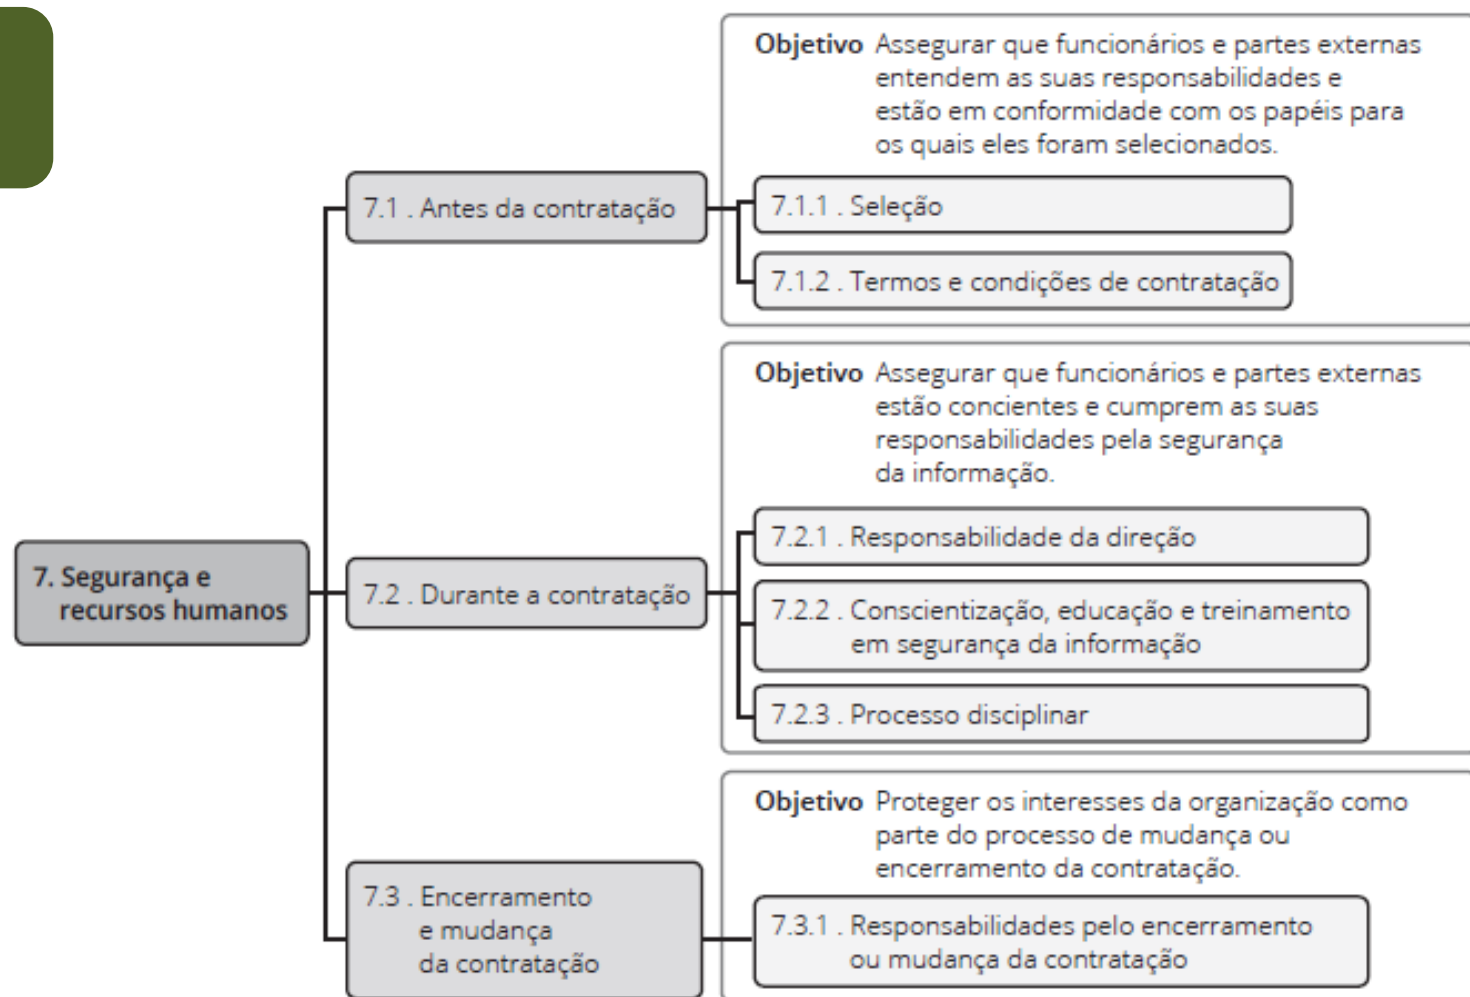 7. Segurança e
recursos humanos
7.1 . Antes da contratação
Objetivo Assegurar que funcionários e partes externas
entendem as suas responsabilidades e
estão em conformidade com os papéis para
os quais eles foram selecionados.
7.1.1 . Seleção
7.1.2 . Termos e condições de contratação
7.2 . Durante a contratação
Objetivo Assegurar que funcionários e partes externas
estão concientes e cumprem as suas
responsabilidades pela segurança
da informação.
7.2.1 . Responsabilidade da direção
7.2.2 . Conscientização, educação e treinamento
em segurança da informação
7.2.3 . Processo disciplinar
7.3 . Encerramento
e mudança
da contratação
Objetivo Proteger os interesses da organização como
parte do processo de mudança ou
encerramento da contratação.
7.3.1 . Responsabilidades pelo encerramento
ou mudança da contratação